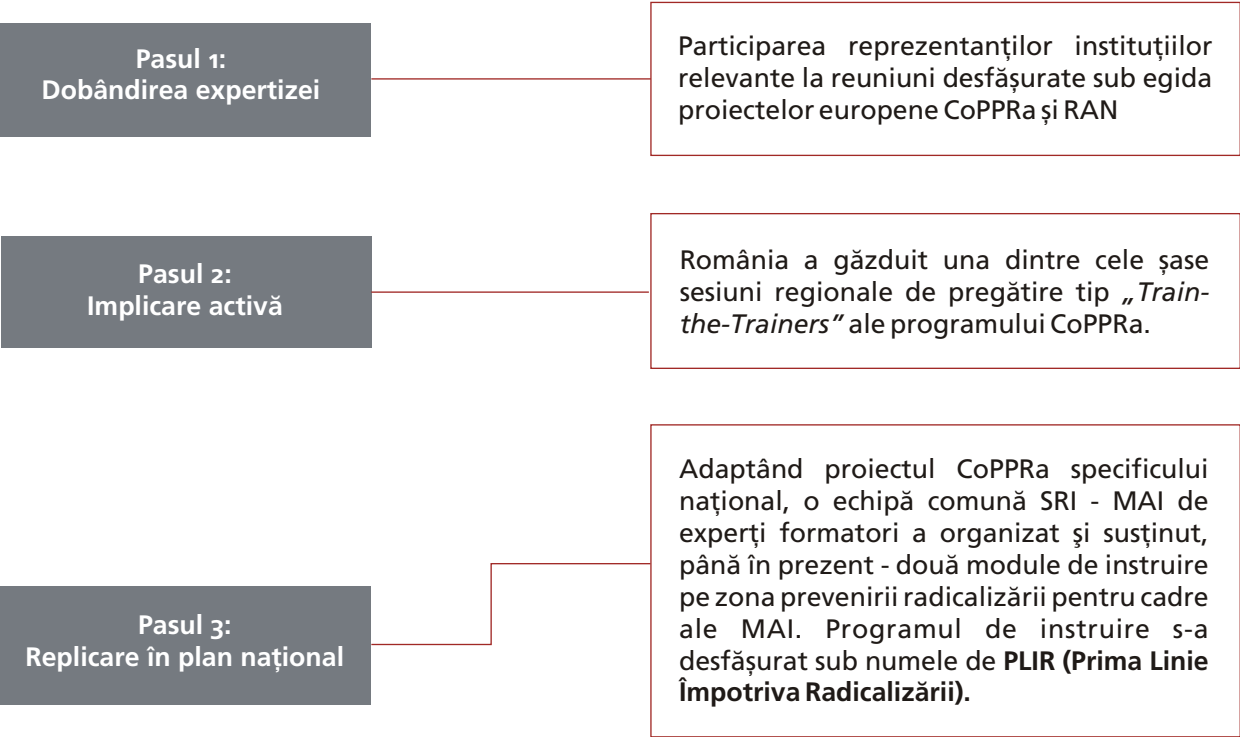 Pasul 1:
Dobândirea expertizei
Participarea reprezentanților instituțiilor
relevante la reuniuni desfășurate sub egida
proiectelor europene CoPPRa și RAN
Pasul 2:
Implicare activă
România a găzduit una dintre cele șase
sesiuni regionale de pregătire tip „Train-
the-Trainers” ale programului CoPPRa.
Pasul 3:
Replicare în plan național
Adaptând proiectul CoPPRa specificului
național, o echipă comună SRI - MAI de
experți formatori a organizat şi susținut,
până în prezent - două module de instruire
pe zona prevenirii radicalizării pentru cadre
ale MAI. Programul de instruire s-a
desfășurat sub numele de PLIR (Prima Linie
Împotriva Radicalizării).